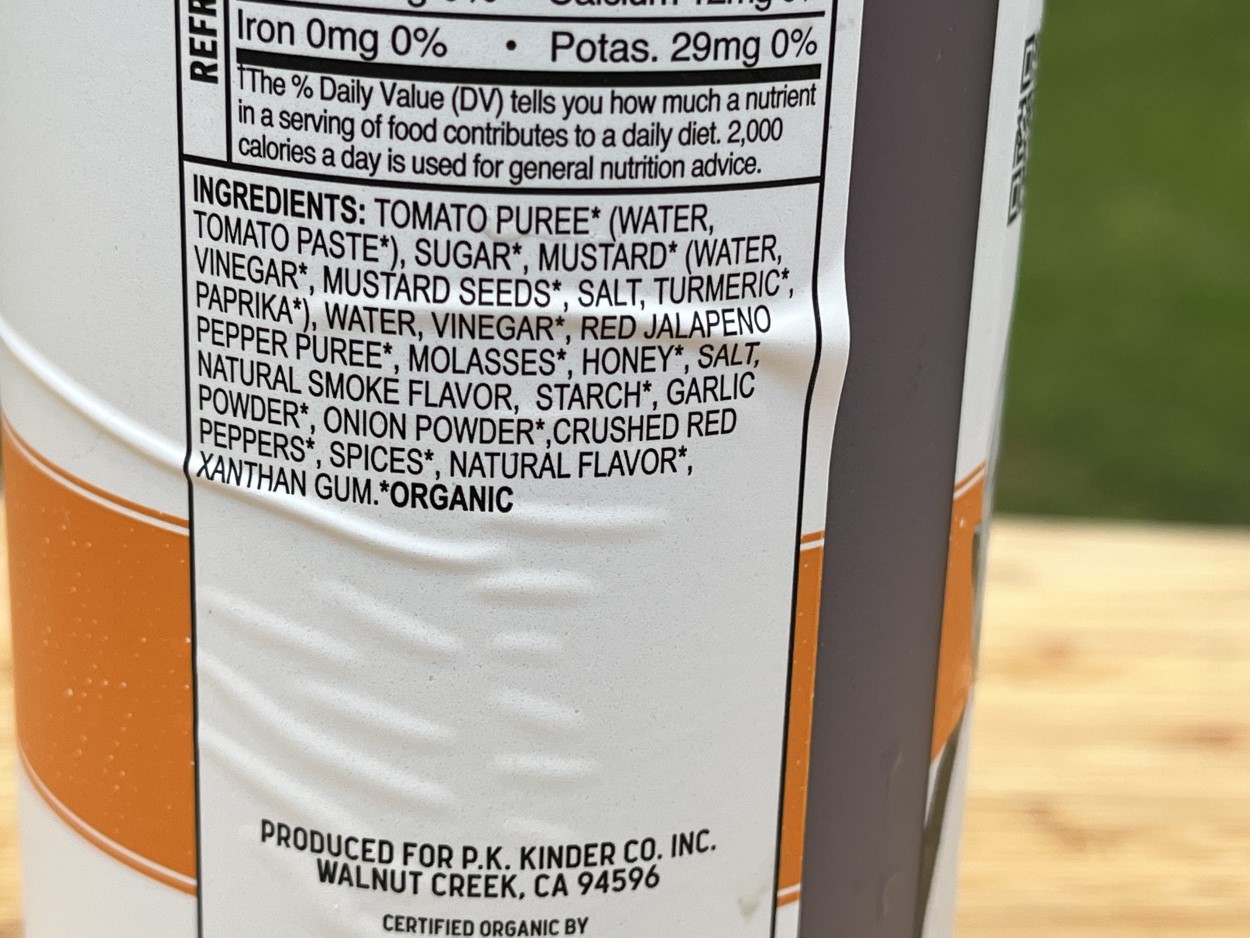 REFR
Iron 0mg 0% • Potas. 29mg 0%
†The % Daily Value (DV) tells you how much a nutrient
in a serving of food contributes to a daily diet. 2,000
calories a day is used for general nutrition advice.
INGREDIENTS: TOMATO PUREE* (WATER,
TOMATO PASTE*), SUGAR*, MUSTARD* (WATER,
VINEGAR*, MUSTARD SEEDS*, SALT, TURMERIC*,
PAPRIKA*), WATER, VINEGAR*, RED JALAPENO
PEPPER PUREE*, MOLASSES*, HONEY*, SALT,
NATURAL SMOKE FLAVOR, STARCH*, GARLIC
POWDER*, ONION POWDER*,CRUSHED RED
PEPPERS*, SPICES*, NATURAL FLAVOR*,
XANTHAN GUM.*ORGANIC
PRODUCED FOR P.K. KINDER CO. INC.
WALNUT CREEK, CA 94596
CERTIFIED ORGANIC BY